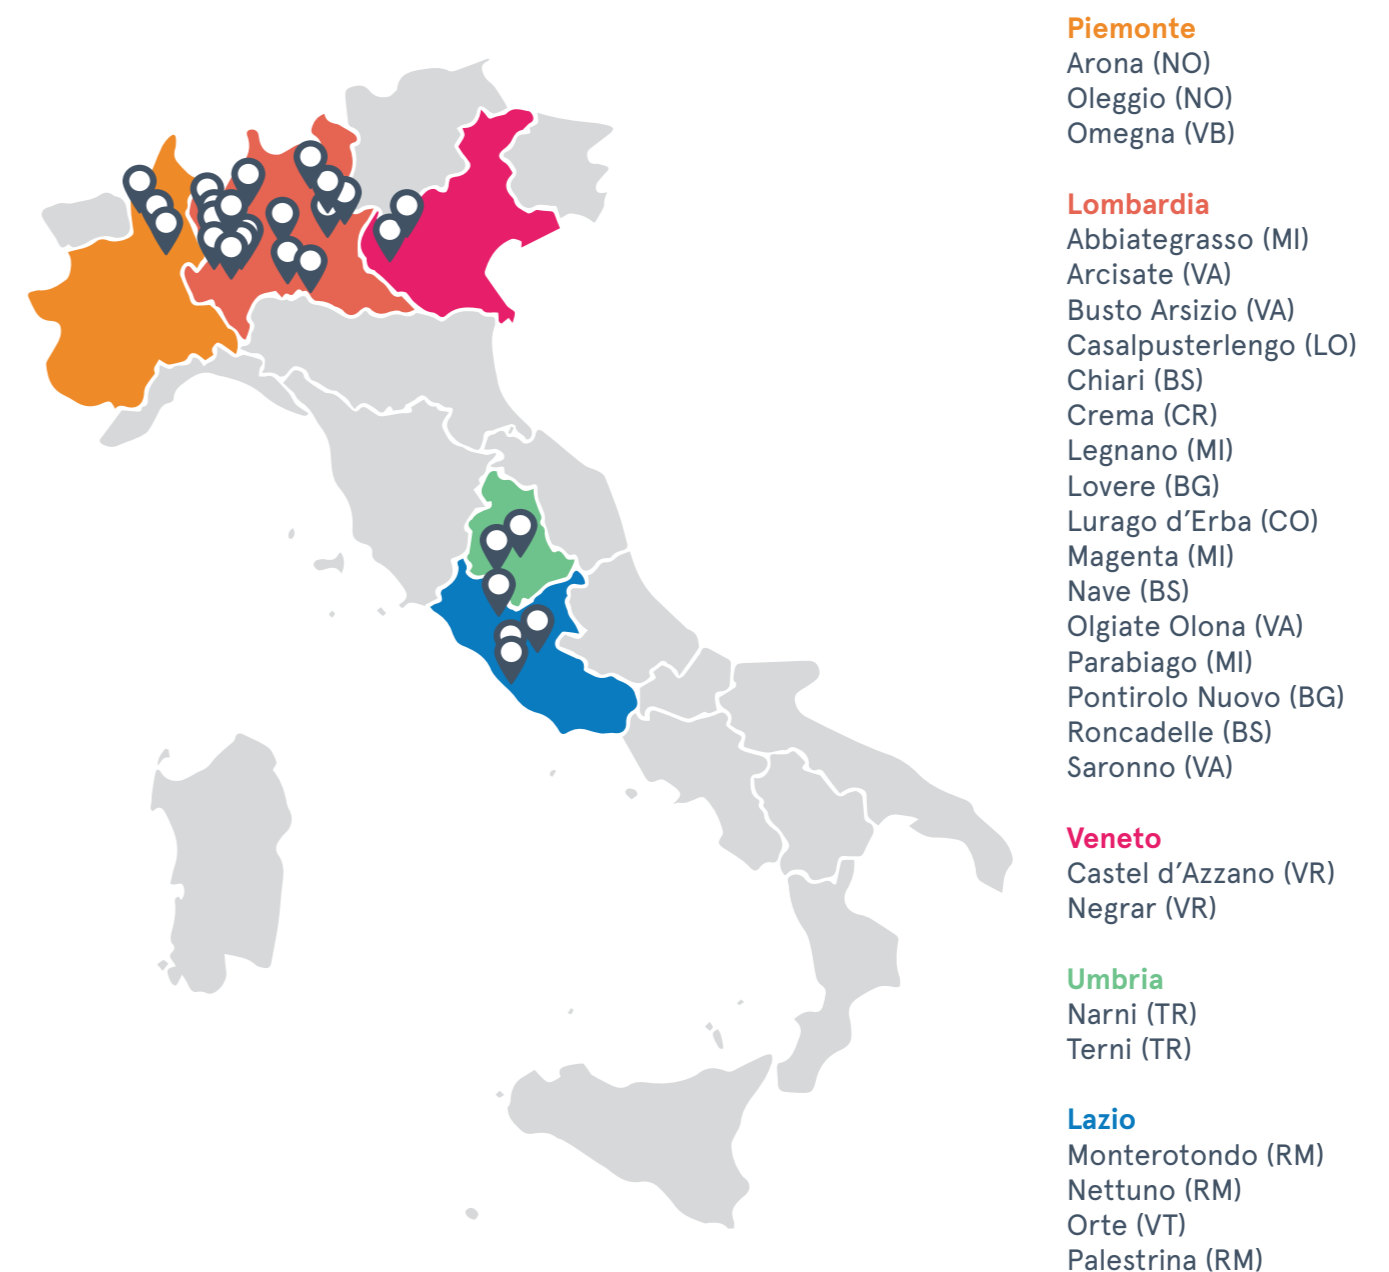 Piemonte
Arona (NO)
Oleggio (NO)
Omegna (VB)
Lombardia
Abbiategrasso (MI)
Arcisate (VA)
Busto Arsizio (VA)
Casalpusterlengo (LO)
Chiari (BS)
Crema (CR)
Legnano (MI)
Lovere (BG)
Lurago d’Erba (CO)
Magenta (MI)
Nave (BS)
Olgiate Olona (VA)
Parabiago (MI)
Pontirolo Nuovo (BG)
Roncadelle (BS)
Saronno (VA)
Veneto
Castel d’Azzano (VR)
Negrar (VR)
Umbria
Narni (TR)
Terni (TR)
Lazio
Monterotondo (RM)
Nettuno (RM)
Orte (VT)
Palestrina (RM)